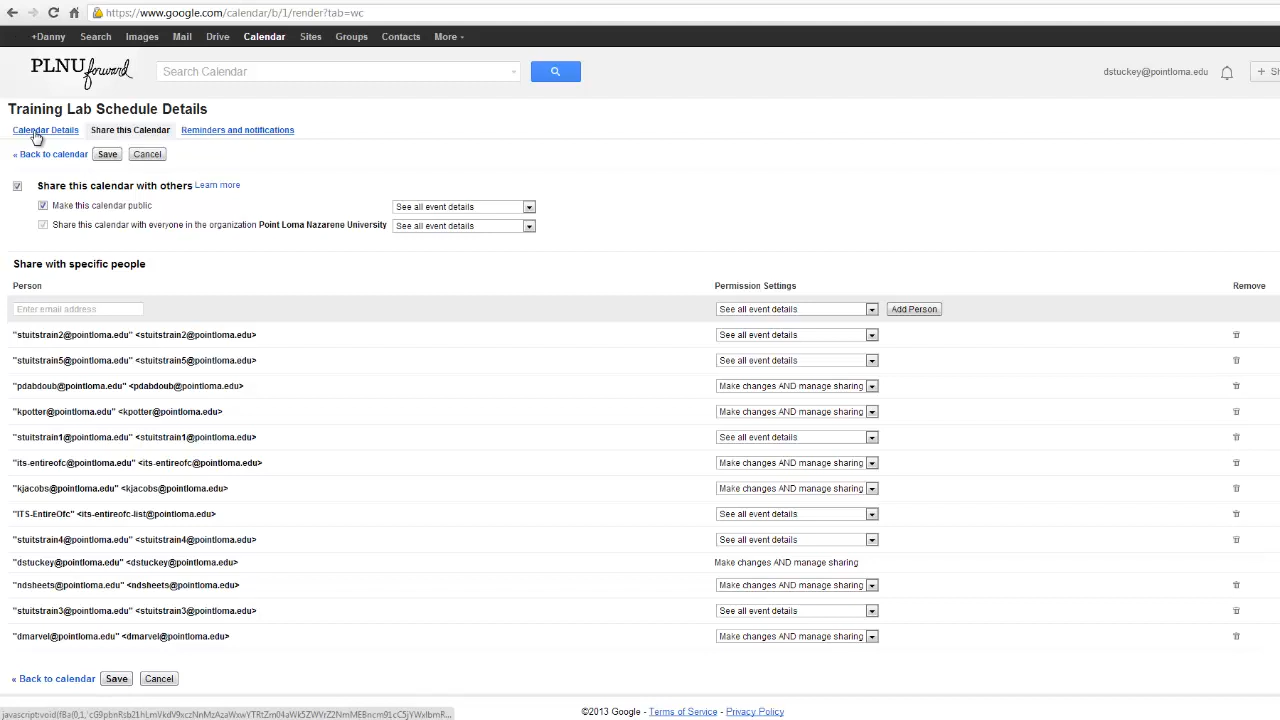 https://www.google.com/calendar/b/1/render?tab=wc
+Danny Search Images Mail Drive Calendar Sites Groups Contacts More
PLNU forward Search Calendar dstuckey@pointloma.edu + Sh
Training Lab Schedule Details
Calendar Details Share this Calendar Reminders and notifications
« Back to calendar Save Cancel
Share this calendar with others Learn more
Make this calendar public See all event details
Share this calendar with everyone in the organization Point Loma Nazarene University See all event details
Share with specific people
Person Permission Settings Remove
Enter email address See all event details Add Person
"stuitstrain2@pointloma.edu" <stuitstrain2@pointloma.edu> See all event details
"stuitstrain5@pointloma.edu" <stuitstrain5@pointloma.edu> See all event details
"pdabdoub@pointloma.edu" <pdabdoub@pointloma.edu> Make changes AND manage sharing
"kpotter@pointloma.edu" <kpotter@pointloma.edu> Make changes AND manage sharing
"stuitstrain1@pointloma.edu" <stuitstrain1@pointloma.edu> See all event details
"its-entireofc@pointloma.edu" <its-entireofc@pointloma.edu> Make changes AND manage sharing
"kjacobs@pointloma.edu" <kjacobs@pointloma.edu> Make changes AND manage sharing
"ITS-EntireOfc" <its-entireofc-list@pointloma.edu> See all event details
"stuitstrain4@pointloma.edu" <stuitstrain4@pointloma.edu> See all event details
"dstuckey@pointloma.edu" <dstuckey@pointloma.edu> Make changes AND manage sharing
"ndsheets@pointloma.edu" <ndsheets@pointloma.edu> Make changes AND manage sharing
"stuitstrain3@pointloma.edu" <stuitstrain3@pointloma.edu> See all event details
"dmarvel@pointloma.edu" <dmarvel@pointloma.edu> Make changes AND manage sharing
« Back to calendar Save Cancel
©2013 Google - Terms of Service - Privacy Policy